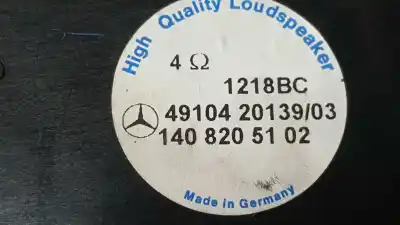 High Quality Loudspeaker
4 Ω
1218BC
49104 20139/03
140 820 51 02
Made in Germany